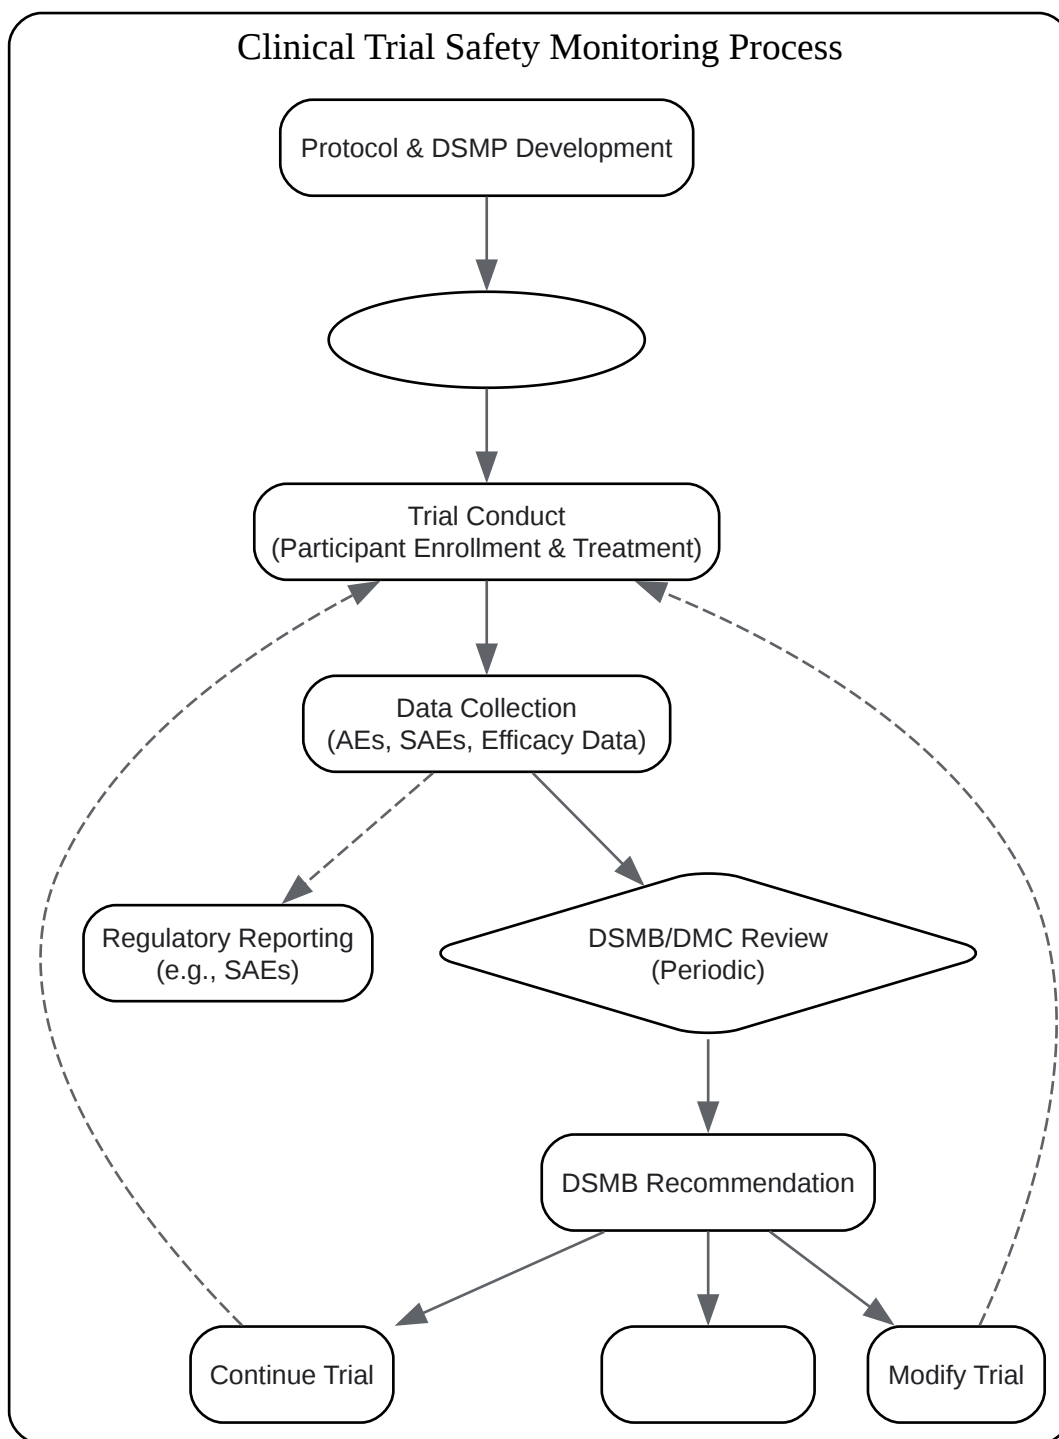 Clinical Trial Safety Monitoring Process
Protocol & DSMP Development
Trial Conduct
(Participant Enrollment & Treatment)
Data Collection
(AEs, SAEs, Efficacy Data)
Regulatory Reporting
(e.g., SAEs)
DSMB/DMC Review
(Periodic)
DSMB Recommendation
Continue Trial
Modify Trial